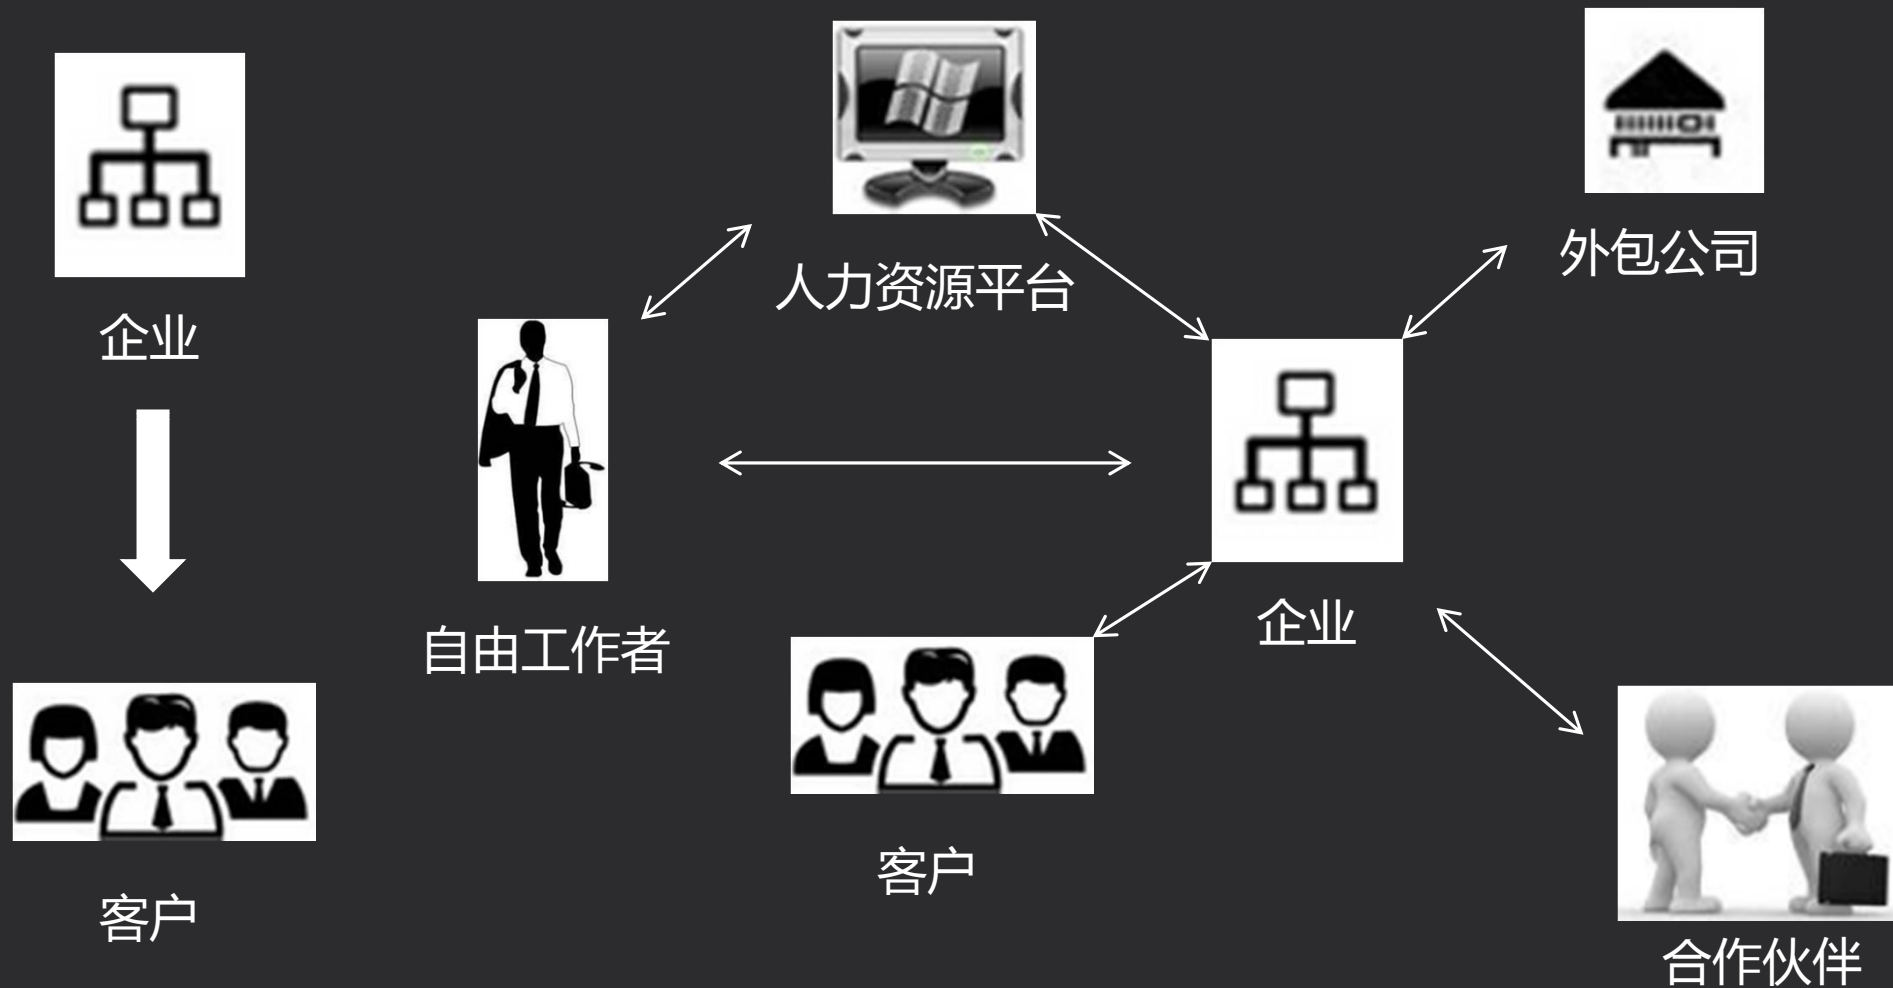 企业
客户
人力资源平台
外包公司
自由工作者
企业
客户
合作伙伴